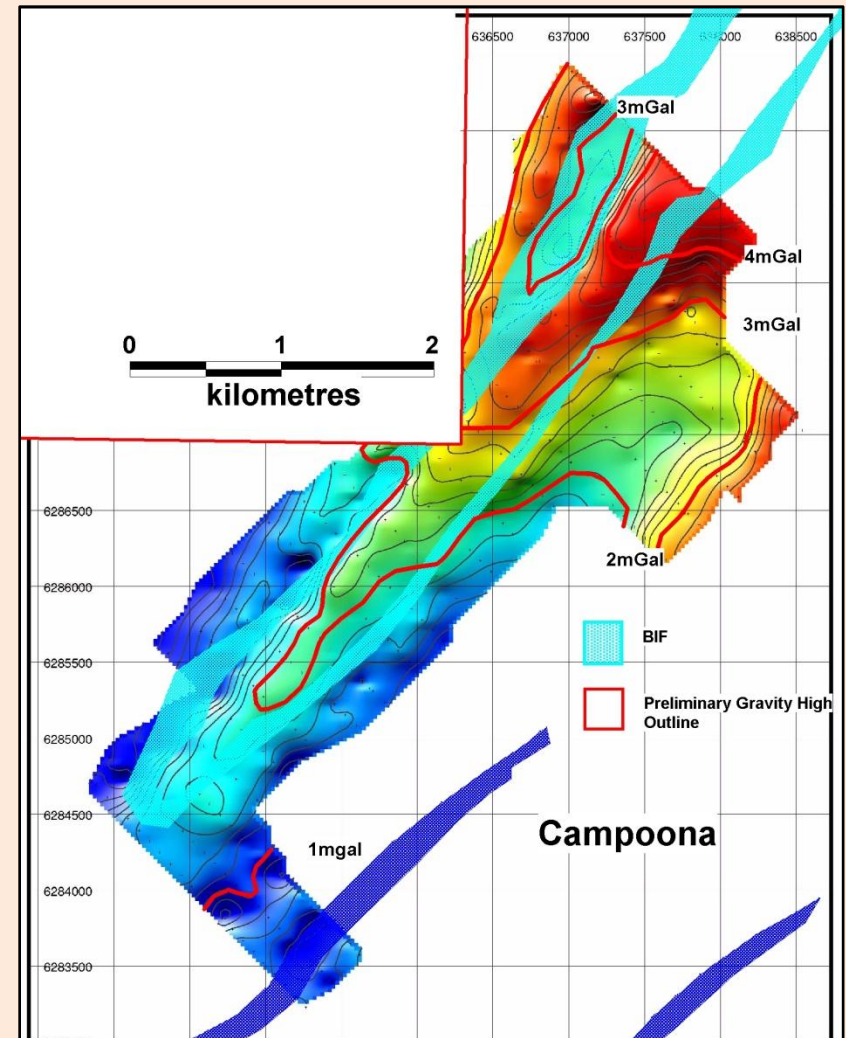 636500 637000 637500 638000 638500
3mGal
4mGal
3mGal
0 1 2
kilometres
6286500
2mGal
6286000
BIF
6285500
Preliminary Gravity High
Outline
6285000
6284500
Campoona
1mgal
6284000
6283500